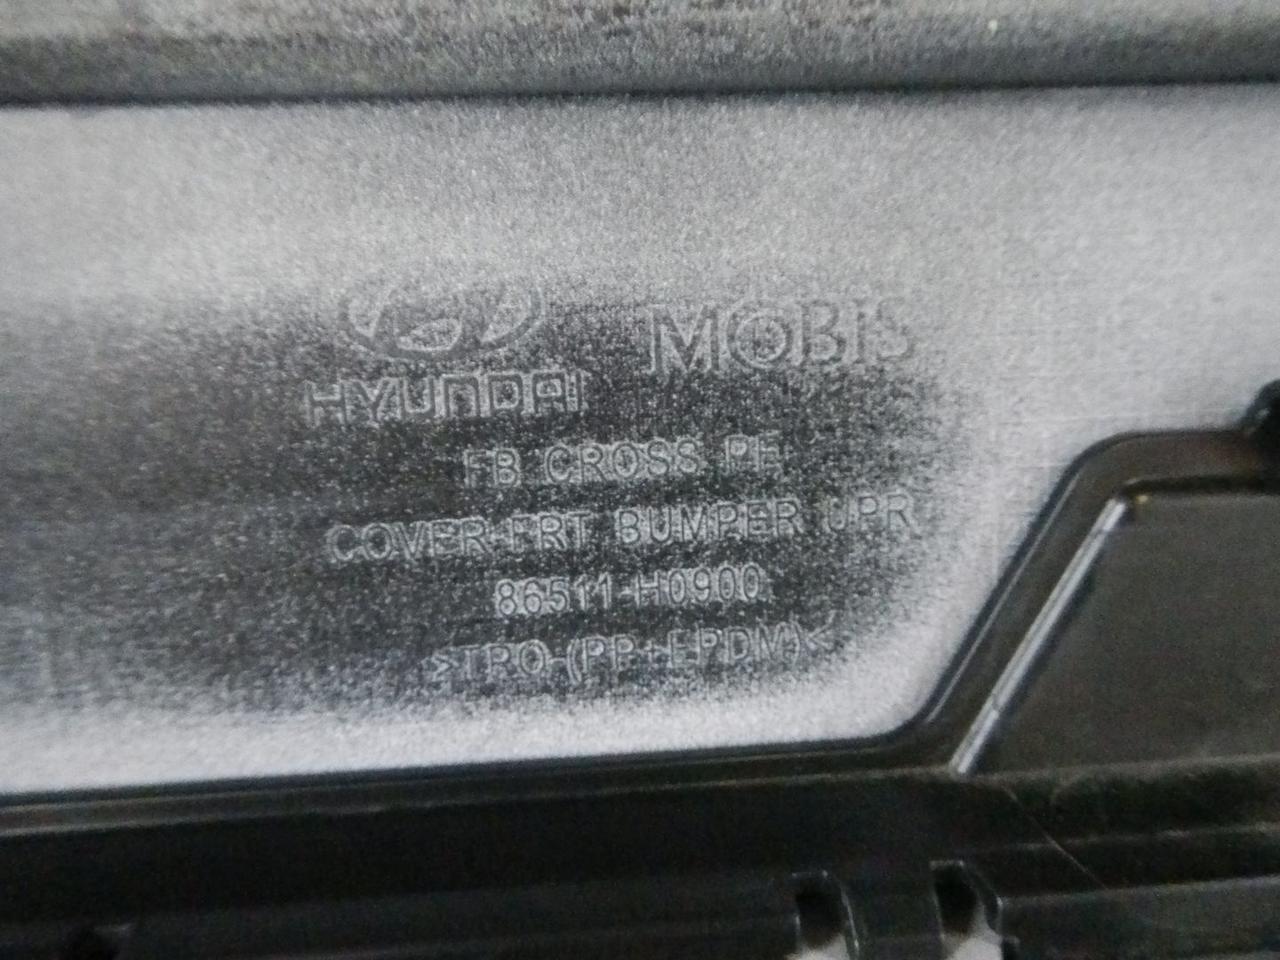 MOBIS
HYUNDAI
FB CROSS PE
COVER-FRT BUMPER UPR
86511-H0900
>TPO-(PP+EPDM)<